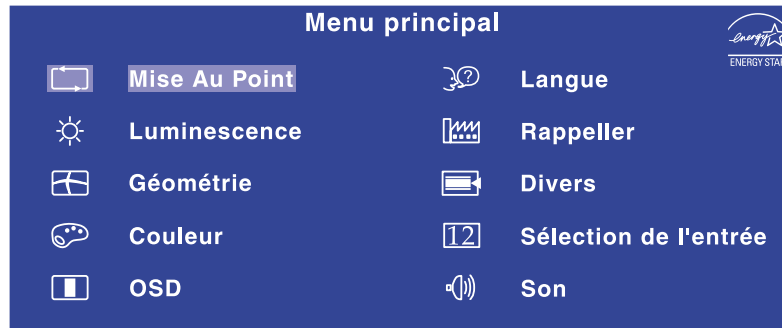 Menu principal
energy
ENERGY STAR
Mise Au Point
Luminescence
Géométrie
Couleur
OSD
Langue
Rappeller
Divers
12
Sélection de l'entrée
Son